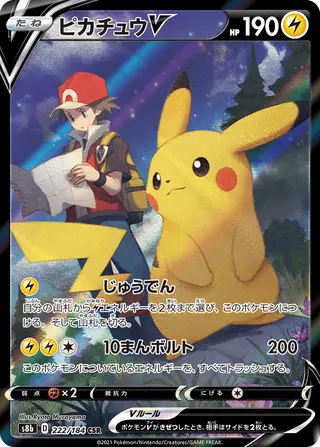 たね ピカチュウV HP190
じゅうでん
自分の山札からエネルギーを2枚まで選び、このポケモンにつける。そして山札を切る。
10まんボルト 200
このポケモンについているエネルギーを、すべてトラッシュする。
弱点 ×2 抵抗力 にげる
Illus. Kyoko Murayama
Vルール
s8b D 222/184 CSR
ポケモンVがきぜつしたとき、相手はサイドを2枚とる。
©2021 Pokémon/Nintendo/Creatures/GAME FREAK